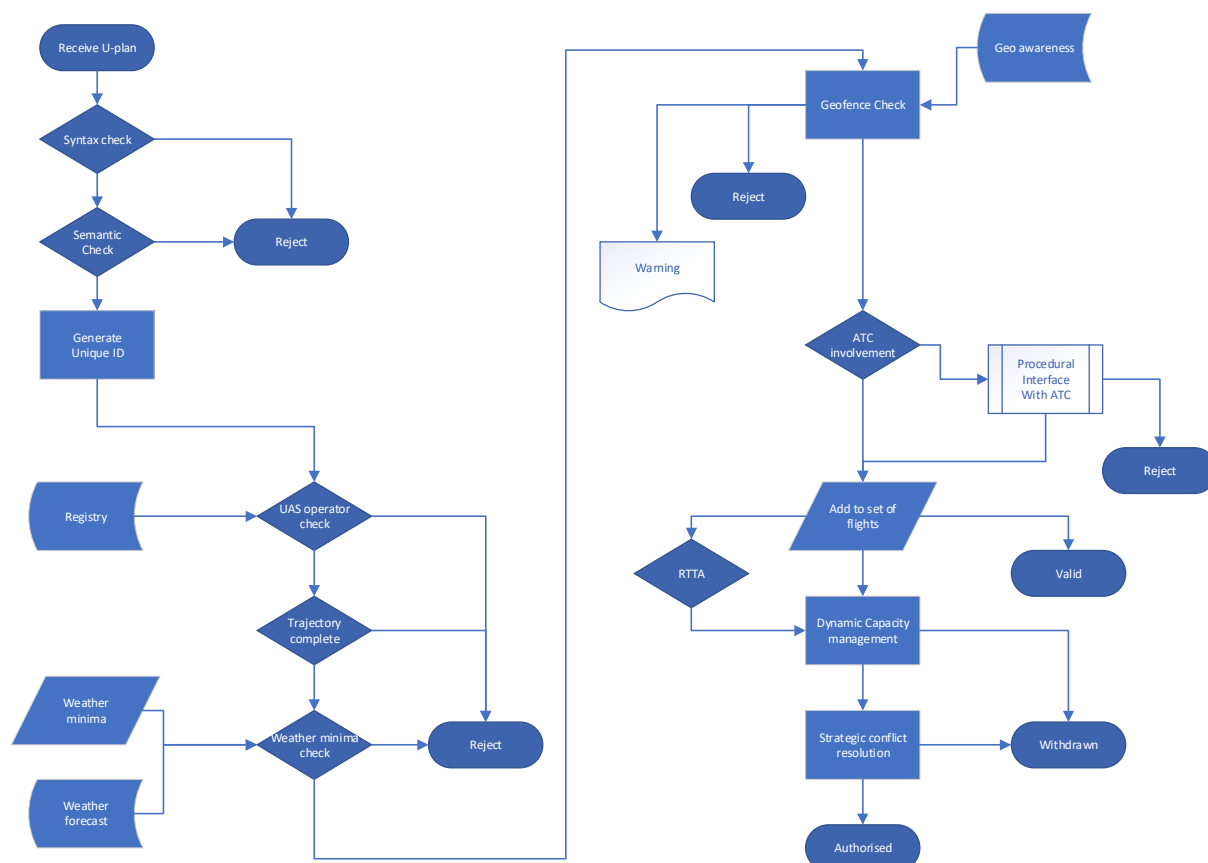 Receive U-plan
Syntax check
Semantic
Check
Reject
Generate
Unique ID
Registry
UAS operator
check
Trajectory
complete
Weather
minima
Weather minima
check
Reject
Weather
forecast
Geo awareness
Geofence Check
Reject
Warning
ATC
involvement
Procedural
Interface
With ATC
Reject
Add to set of
flights
RTTA
Valid
Dynamic Capacity
management
Strategic conflict
resolution
Withdrawn
Authorised